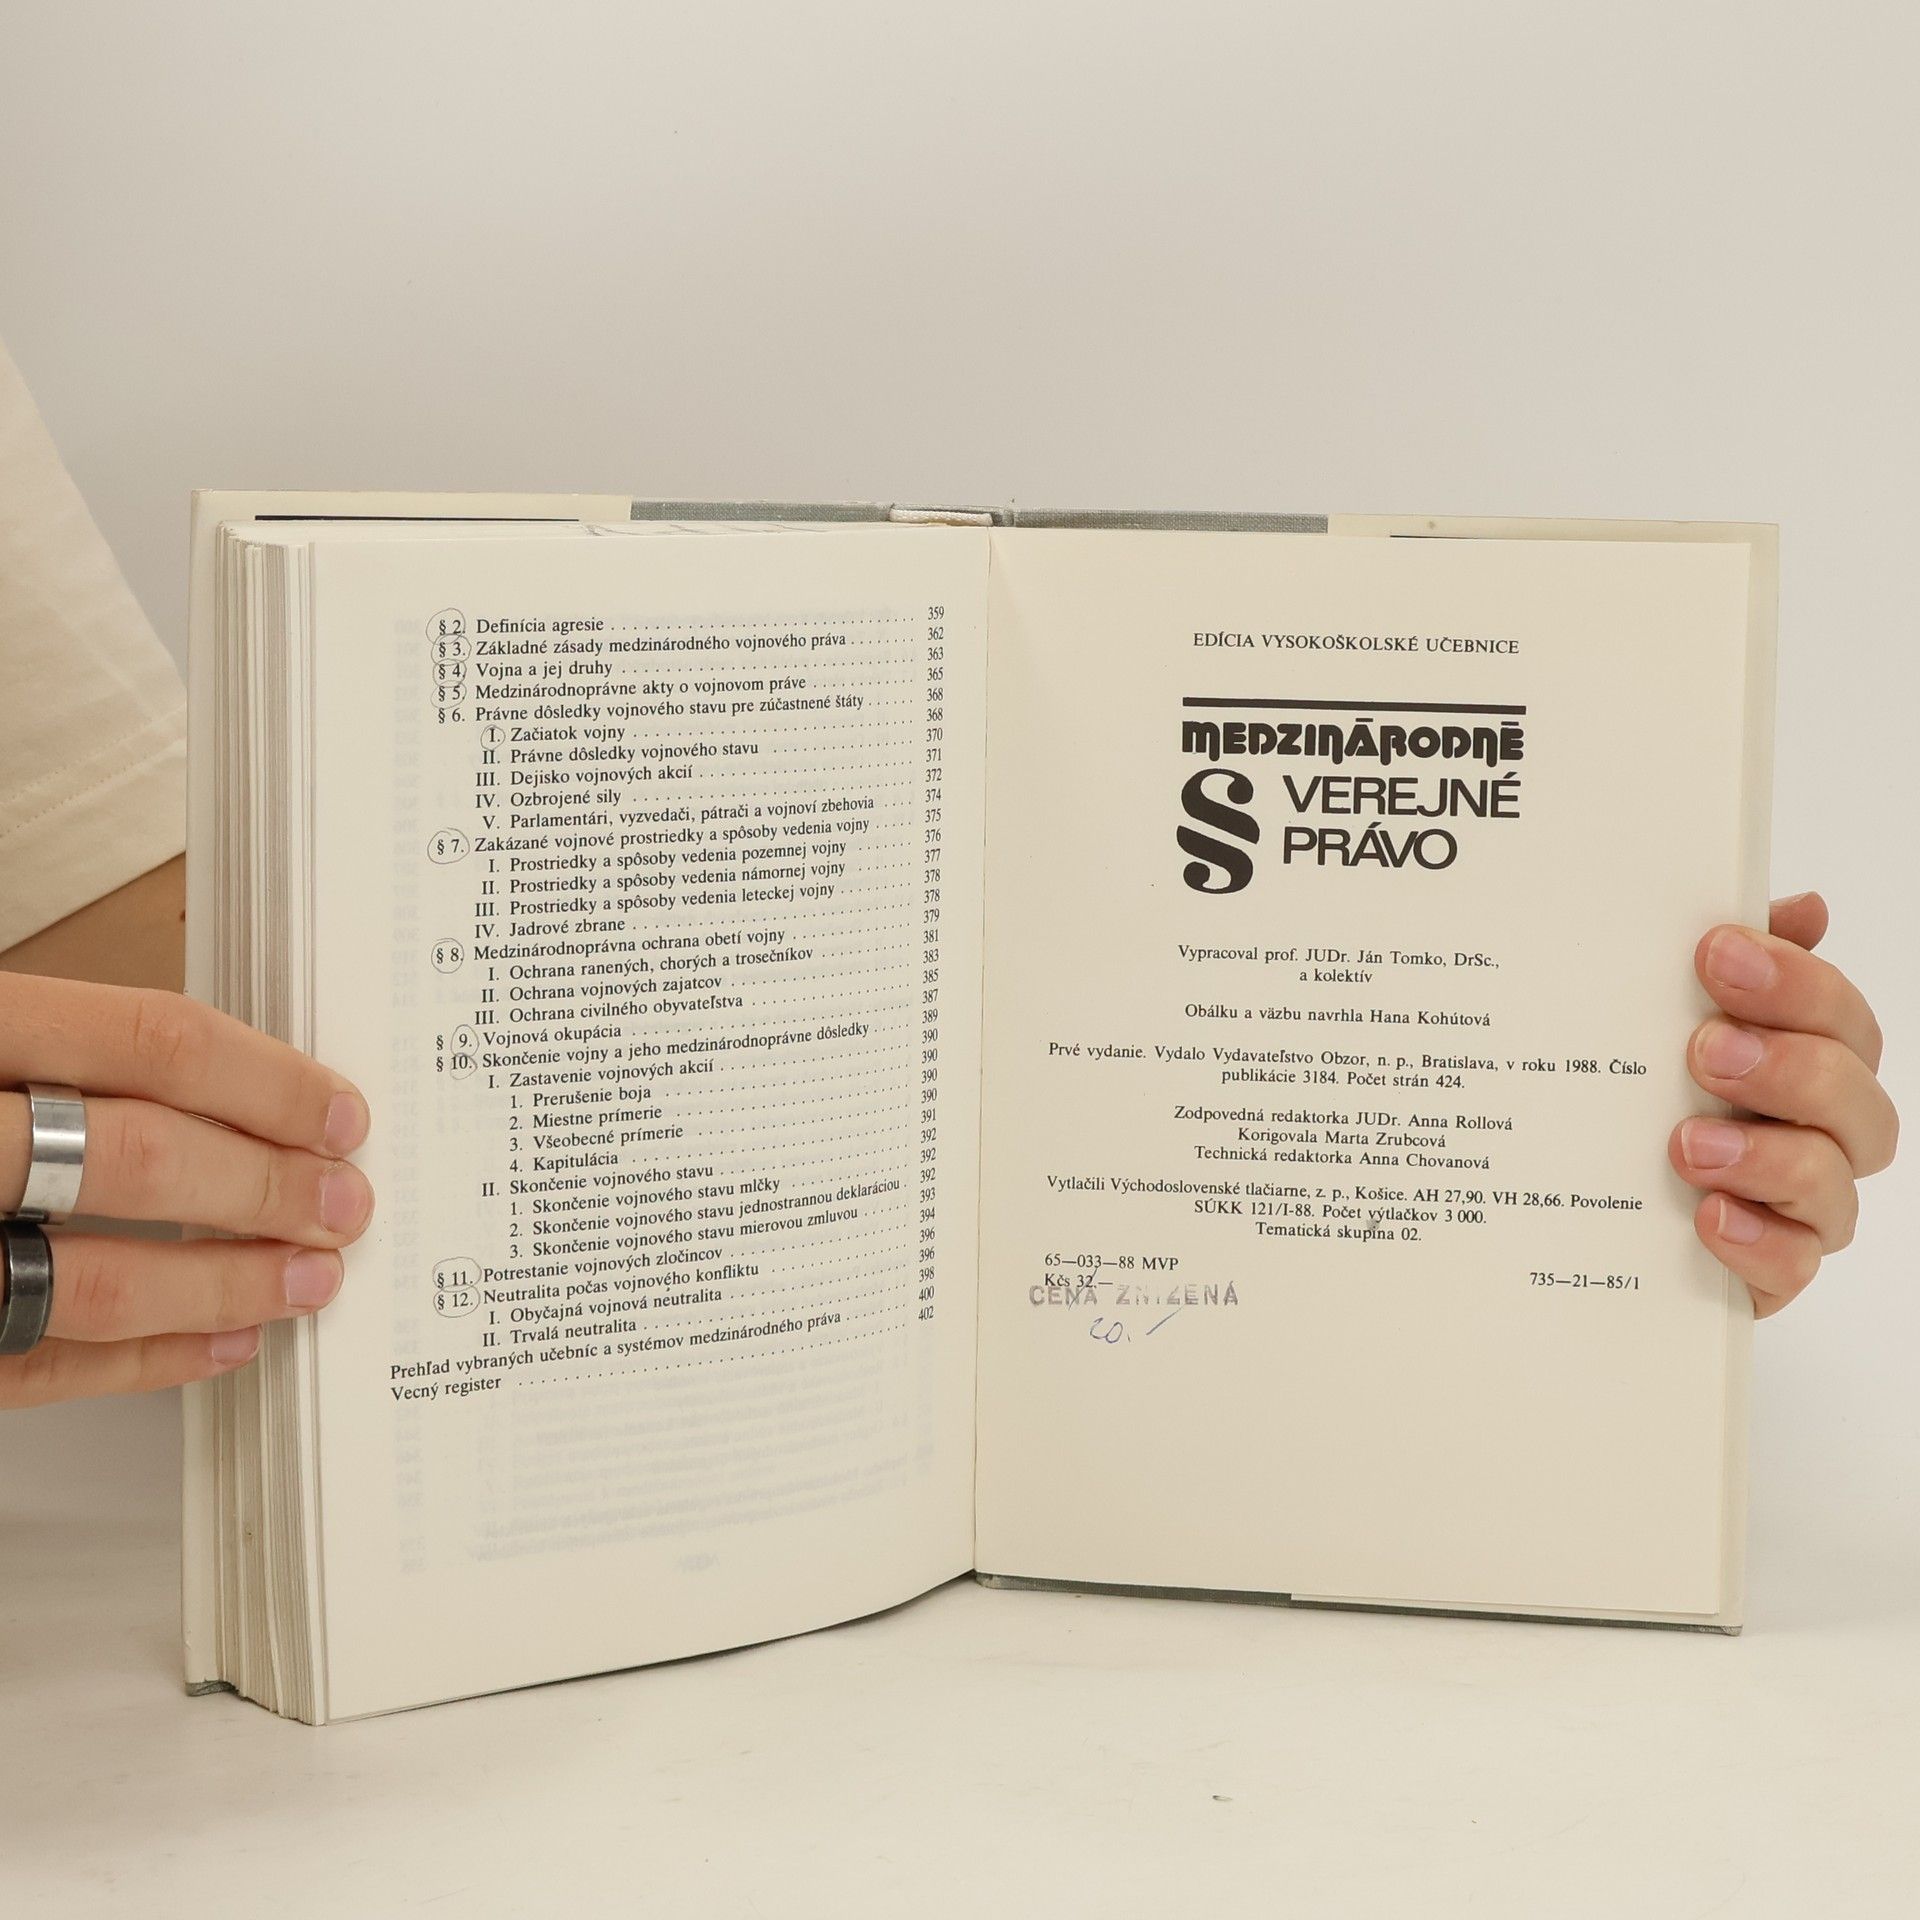 § 2. Definícia agresie . . . . . . . . . . . . . . . . . . . . 359
§ 3. Základné zásady medzinárodného vojnového práva . . . . . . . . 362
§ 4. Vojna a jej druhy . . . . . . . . . . . . . . . . . . . . 363
§ 5. Medzinárodnoprávne akty o vojnovom práve . . . . . . . . . . . 365
§ 6. Právne dôsledky vojnového stavu pre zúčastnené štáty . . . . . . 368
I. Začiatok vojny . . . . . . . . . . . . . . . . . . . . 368
II. Právne dôsledky vojnového stavu . . . . . . . . . . . . . 370
III. Dejisko vojnových akcií . . . . . . . . . . . . . . . . . 371
IV. Ozbrojené sily . . . . . . . . . . . . . . . . . . . . 372
V. Parlamentári, vyzvedači, pátrači a vojnoví zbehovia . . . . 374
§ 7. Zakázané vojnové prostriedky a spôsoby vedenia vojny . . . . . 375
I. Prostriedky a spôsoby vedenia pozemnej vojny . . . . . . 376
II. Prostriedky a spôsoby vedenia námornej vojny . . . . . . 377
III. Prostriedky a spôsoby vedenia leteckej vojny . . . . . . . . 378
IV. Jadrové zbrane . . . . . . . . . . . . . . . . . . . . 378
§ 8. Medzinárodnoprávna ochrana obetí vojny . . . . . . . . . . . . 379
I. Ochrana ranených, chorých a trosečníkov . . . . . . . . . . 381
II. Ochrana vojnových zajatcov . . . . . . . . . . . . . . . . 383
III. Ochrana civilného obyvateľstva . . . . . . . . . . . . . . 385
§ 9. Vojnová okupácia . . . . . . . . . . . . . . . . . . . . 387
§ 10. Skončenie vojny a jeho medzinárodnoprávne dôsledky . . . . . 389
I. Zastavenie vojnových akcií . . . . . . . . . . . . . . . . 390
1. Prerušenie boja . . . . . . . . . . . . . . . . . . . . 390
2. Miestne prímerie . . . . . . . . . . . . . . . . . . . 390
3. Všeobecné prímerie . . . . . . . . . . . . . . . . . . 390
4. Kapitulácia . . . . . . . . . . . . . . . . . . . . . 391
II. Skončenie vojnového stavu . . . . . . . . . . . . . . . . 392
1. Skončenie vojnového stavu mlčky . . . . . . . . . . . . 392
2. Skončenie vojnového stavu jednostrannou deklaráciou . 392
3. Skončenie vojnového stavu mierovou zmluvou . . . . . 393
§ 11. Potrestanie vojnových zločincov . . . . . . . . . . . . . . . 394
§ 12. Neutralita počas vojnového konfliktu . . . . . . . . . . . . . 396
I. Obyčajná vojnová neutralita . . . . . . . . . . . . . . . . 396
II. Trvalá neutralita . . . . . . . . . . . . . . . . . . . . 398
Prehľad vybraných učebníc a systémov medzinárodného práva . . . . . . 400
Vecný register . . . . . . . . . . . . . . . . . . . . . . . . 402
EDÍCIA VYSOKOŠKOLSKÉ UČEBNICE
MEDZINÁRODNÉ
§ VEREJNÉ
PRÁVO
Vypracoval prof. JUDr. Ján Tomko, DrSc.,
a kolektív
Obálku a väzbu navrhla Hana Kohútová
Prvé vydanie. Vydalo Vydavateľstvo Obzor, n. p., Bratislava, v roku 1988. Číslo
publikácie 3184. Počet strán 424.
Zodpovedná redaktorka JUDr. Anna Rollová
Korigovala Marta Zrubcová
Technická redaktorka Anna Chovanová
Vytlačili Východoslovenské tlačiarne, z. p., Košice. AH 27,90. VH 28,66. Povolenie
SÚKK 121/I-88. Počet výtlačkov 3 000.
Tematická skupina 02.
65—033—88 MVP
Kčs 32,— 735—21—85/1
CENA ZNÍŽENÁ
20.-